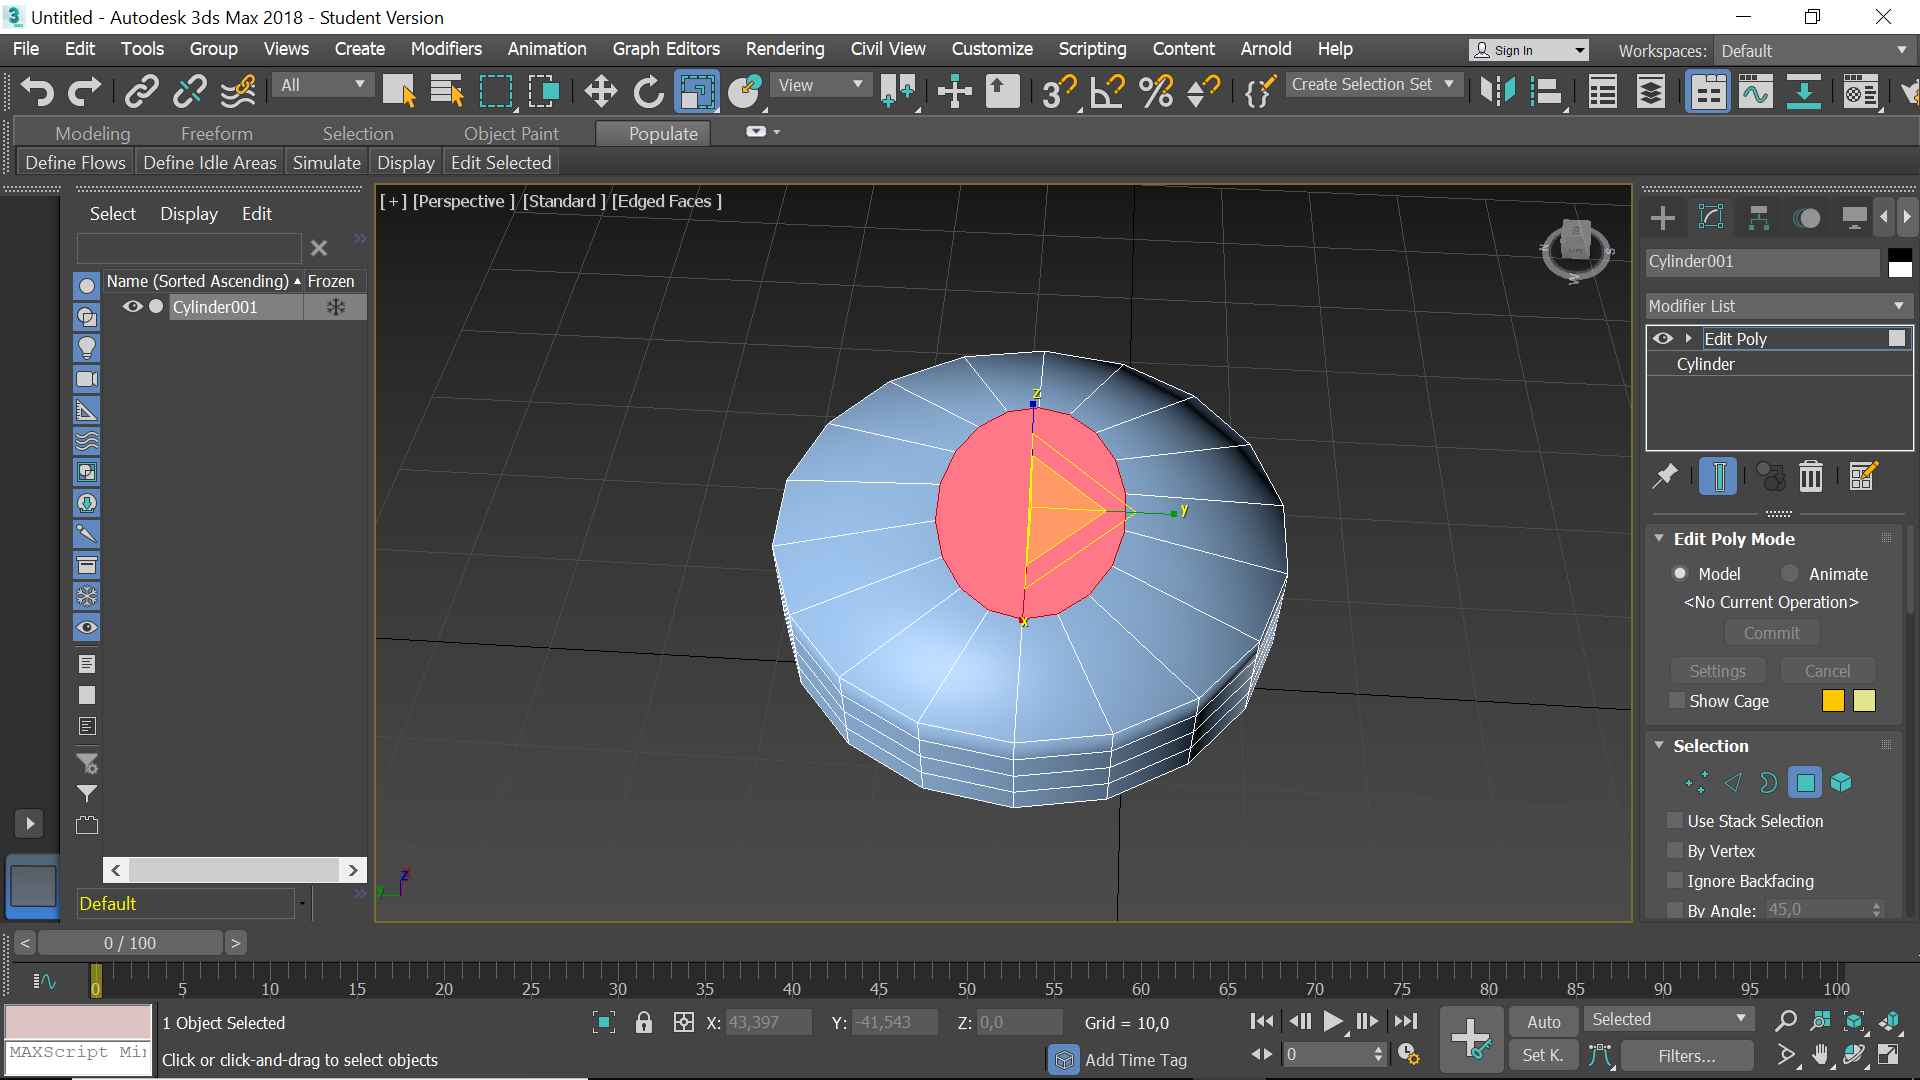 Untitled - Autodesk 3ds Max 2018 - Student Version
File Edit Tools Group Views Create Modifiers Animation Graph Editors Rendering Civil View Customize Scripting Content Arnold Help
Sign In Workspaces: Default
All View Create Selection Set
Modeling Freeform Selection Object Paint Populate
Define Flows Define Idle Areas Simulate Display Edit Selected
Select Display Edit
Name (Sorted Ascending) Frozen
Cylinder001
[ + ] [Perspective ] [Standard ] [Edged Faces ]
N S W
z
y
x
z
y
Cylinder001
Modifier List
Edit Poly
Cylinder
Edit Poly Mode
Model Animate
<No Current Operation>
Commit
Settings Cancel
Show Cage
Selection
Use Stack Selection
By Vertex
Ignore Backfacing
By Angle: 45,0
Default
< 0 / 100 >
0 5 10 15 20 25 30 35 40 45 50 55 60 65 70 75 80 85 90 95 100
1 Object Selected X: 43,397 Y: -41,543 Z: 0,0 Grid = 10,0
Auto Selected
MAXScript Mir
Click or click-and-drag to select objects
Add Time Tag
0
Set K. Filters...